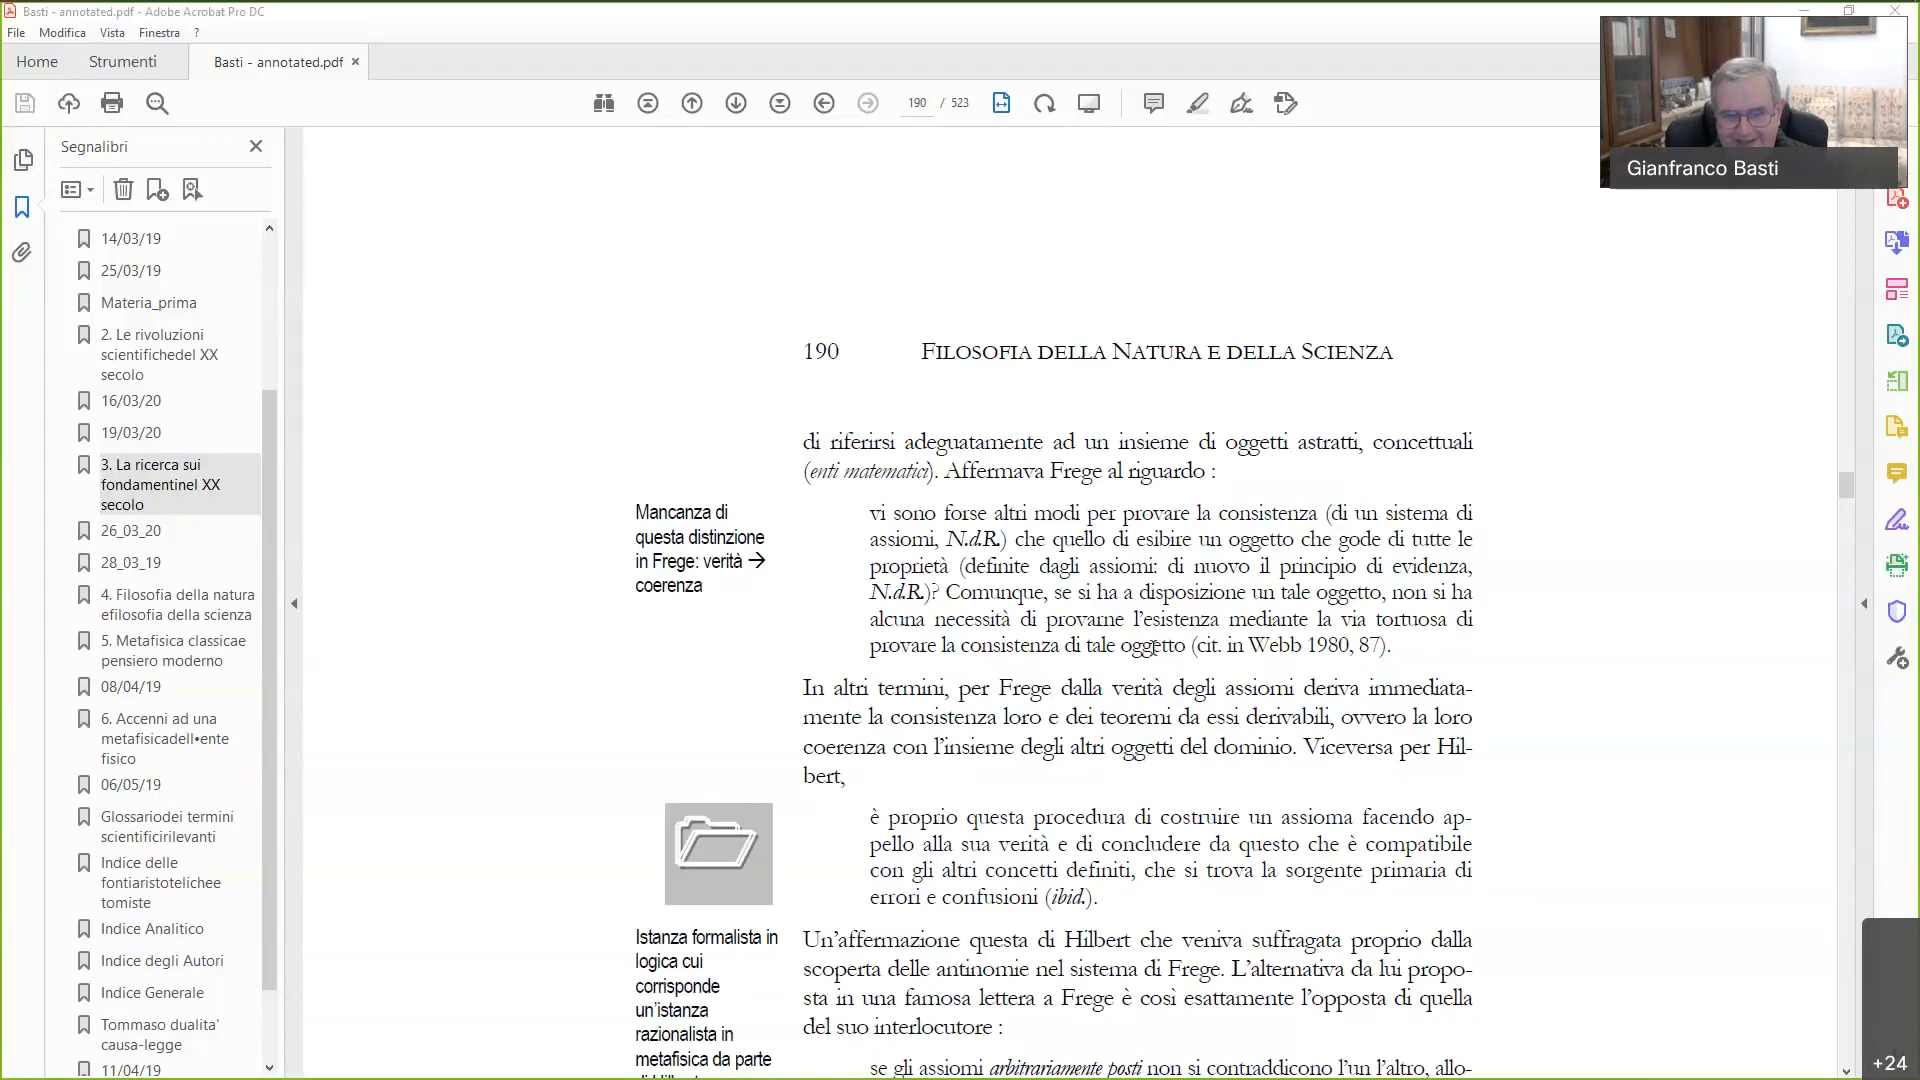 Basti - annotated.pdf - Adobe Acrobat Pro DC
File Modifica Vista Finestra ?
Home Strumenti Basti - annotated.pdf ×
190 / 523
Segnalibri
14/03/19
25/03/19
Materia_prima
2. Le rivoluzioni
scientifichedel XX
secolo
16/03/20
19/03/20
3. La ricerca sui
fondamentinel XX
secolo
26_03_20
28_03_19
4. Filosofia della natura
efilosofia della scienza
5. Metafisica classicae
pensiero moderno
08/04/19
6. Accenni ad una
metafisicadell•ente
fisico
06/05/19
Glossariodei termini
scientificirilevanti
Indice delle
fontiaristotelichee
tomiste
Indice Analitico
Indice degli Autori
Indice Generale
Tommaso dualita'
causa-legge
11/04/19
190 FILOSOFIA DELLA NATURA E DELLA SCIENZA
di riferirsi adeguatamente ad un insieme di oggetti astratti, concettuali
(enti matematici). Affermava Frege al riguardo :
Mancanza di
questa distinzione
in Frege: verità →
coerenza
vi sono forse altri modi per provare la consistenza (di un sistema di
assiomi, N.d.R.) che quello di esibire un oggetto che gode di tutte le
proprietà (definite dagli assiomi: di nuovo il principio di evidenza,
N.d.R.)? Comunque, se si ha a disposizione un tale oggetto, non si ha
alcuna necessità di provarne l'esistenza mediante la via tortuosa di
provare la consistenza di tale oggetto (cit. in Webb 1980, 87).
In altri termini, per Frege dalla verità degli assiomi deriva immediata-
mente la consistenza loro e dei teoremi da essi derivabili, ovvero la loro
coerenza con l'insieme degli altri oggetti del dominio. Viceversa per Hil-
bert,
è proprio questa procedura di costruire un assioma facendo ap-
pello alla sua verità e di concludere da questo che è compatibile
con gli altri concetti definiti, che si trova la sorgente primaria di
errori e confusioni (ibid.).
Istanza formalista in
logica cui
corrisponde
un'istanza
razionalista in
metafisica da parte
Un'affermazione questa di Hilbert che veniva suffragata proprio dalla
scoperta delle antinomie nel sistema di Frege. L'alternativa da lui propo-
sta in una famosa lettera a Frege è così esattamente l'opposta di quella
del suo interlocutore :
se gli assiomi arbitrariamente posti non si contraddicono l'un l'altro, allo-
Gianfranco Basti
+24